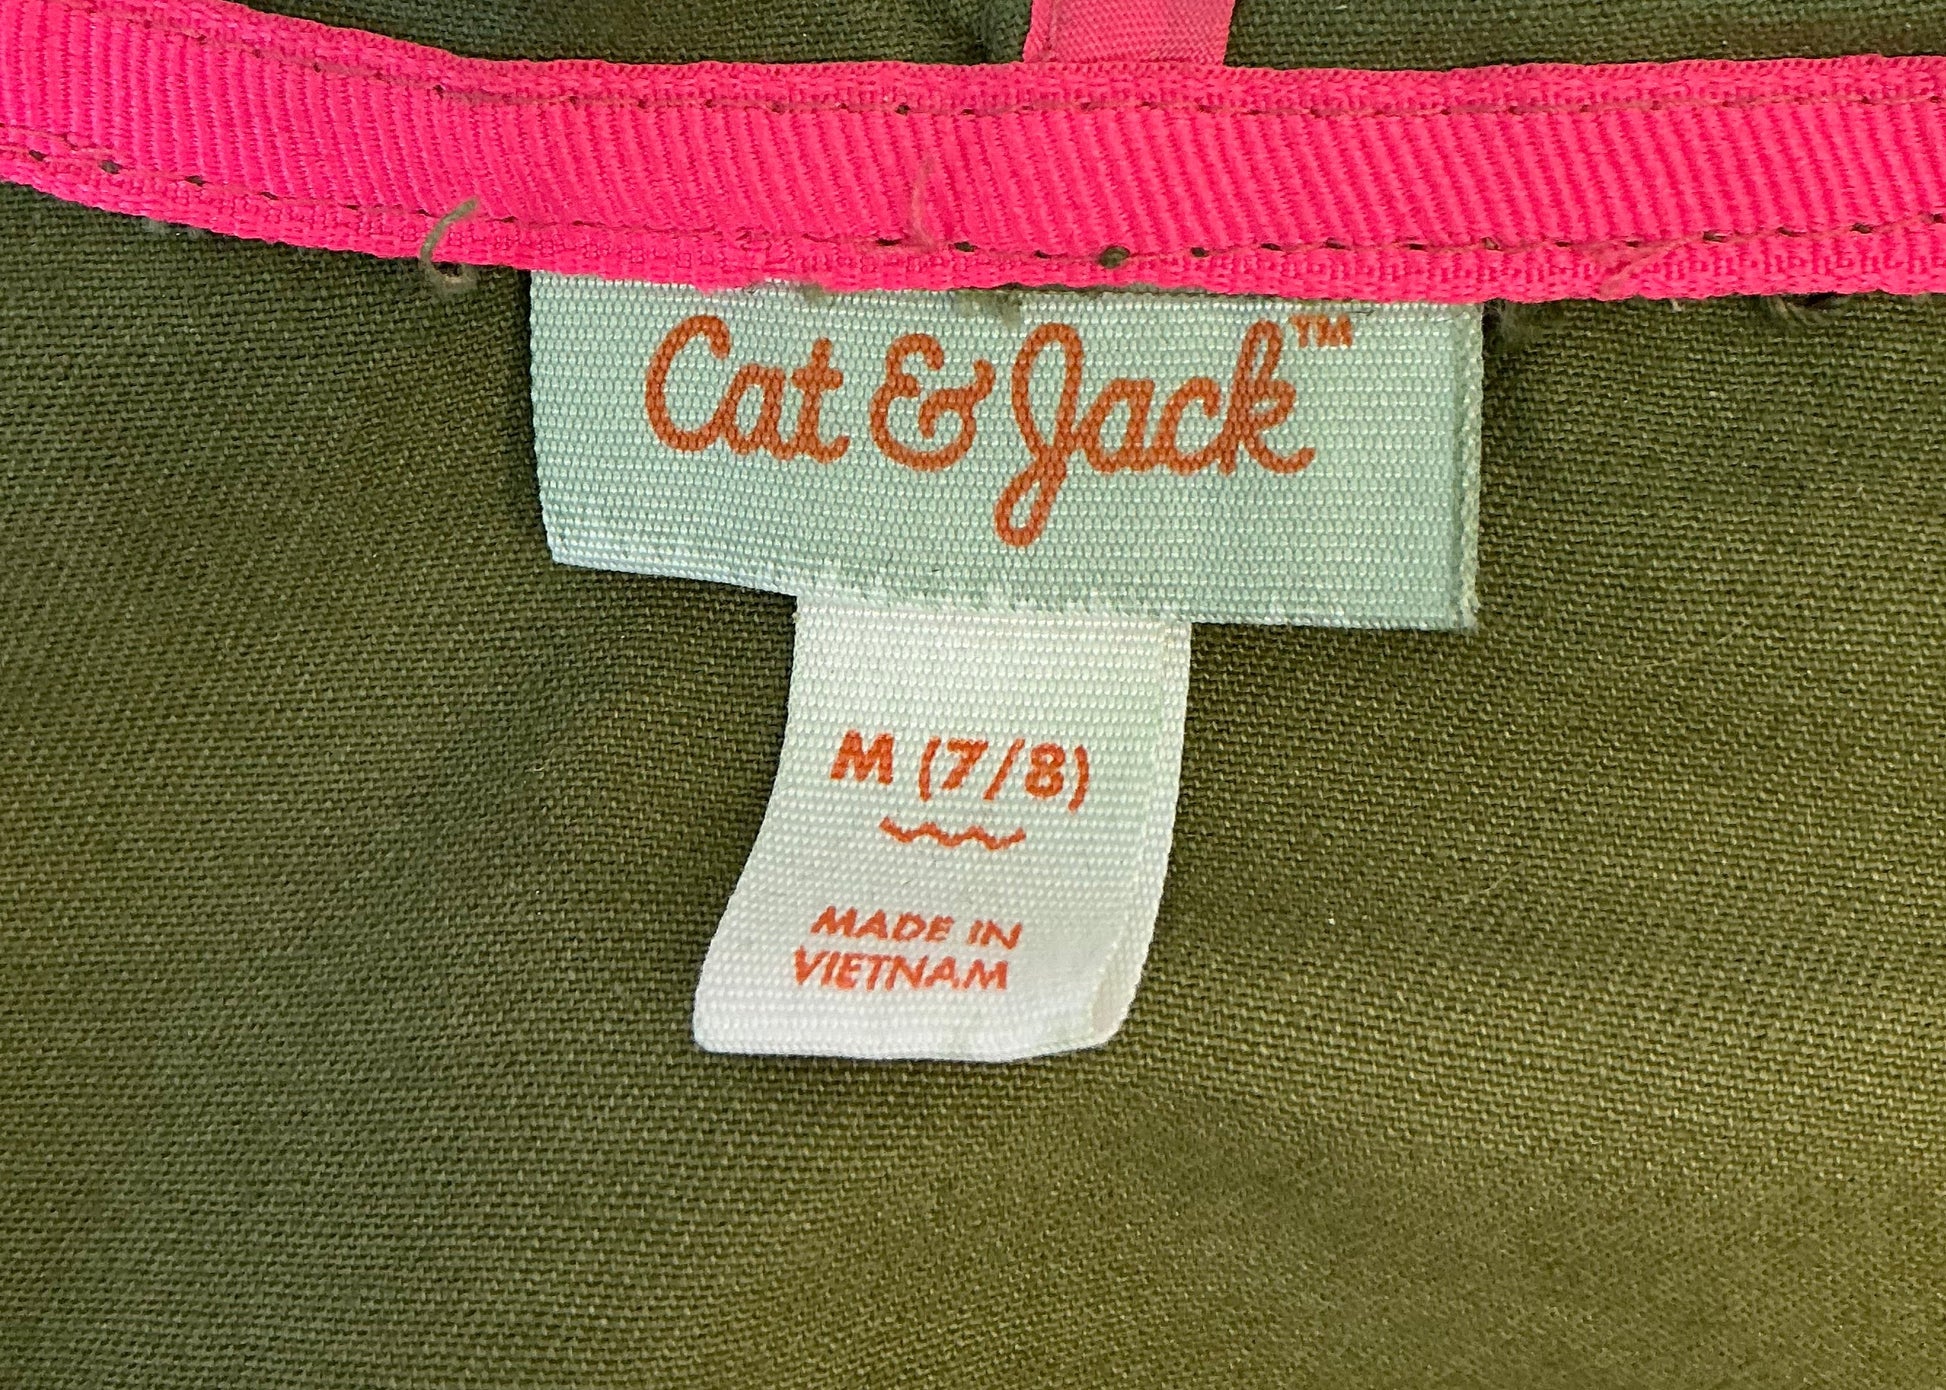 Cat & Jack™
M (7/8)
MADE IN
VIETNAM